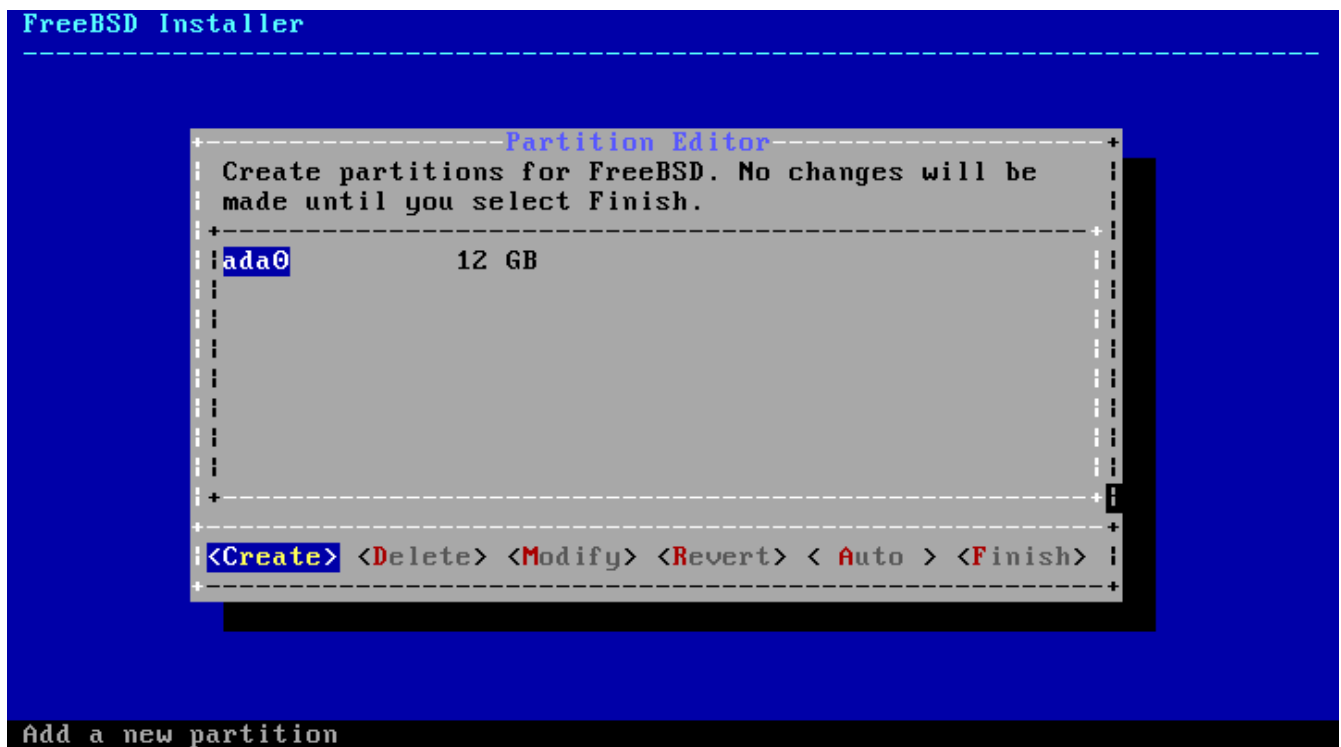 FreeBSD Installer
Partition Editor
Create partitions for FreeBSD. No changes will be
made until you select Finish.
ada0 12 GB
<Create> <Delete> <Modify> <Revert> < Auto > <Finish>
Add a new partition